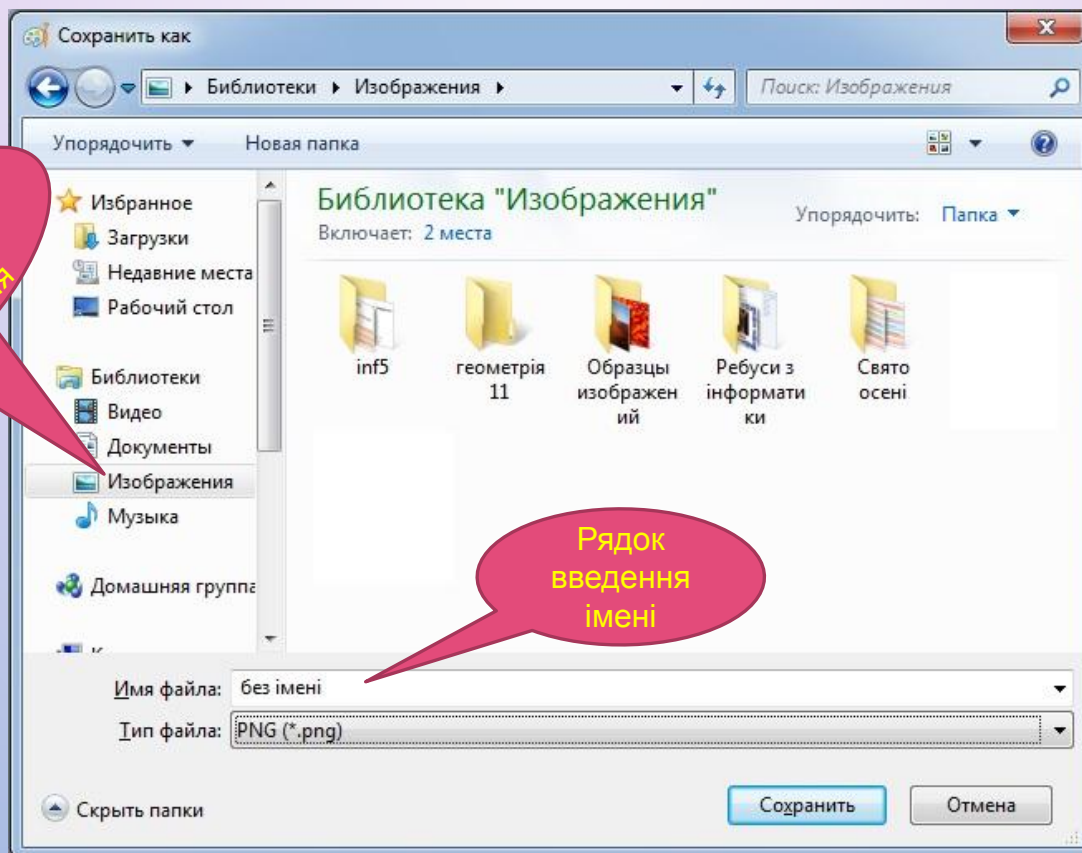 Сохранить как
Библиотеки Изображения
Поиск: Изображения
Упорядочить Новая папка
Избранное
Загрузки
Недавние места
Рабочий стол
Библиотеки
Видео
Документы
Изображения
Музыка
Домашняя группа
Библиотека "Изображения"
Включает: 2 места
Упорядочить: Папка
inf5
геометрія
11
Образцы
изображен
ий
Ребуси з
інформати
ки
Свято
осені
Рядок
введення
імені
Имя файла: без імені
Тип файла: PNG (*.png)
Скрыть папки
Сохранить
Отмена